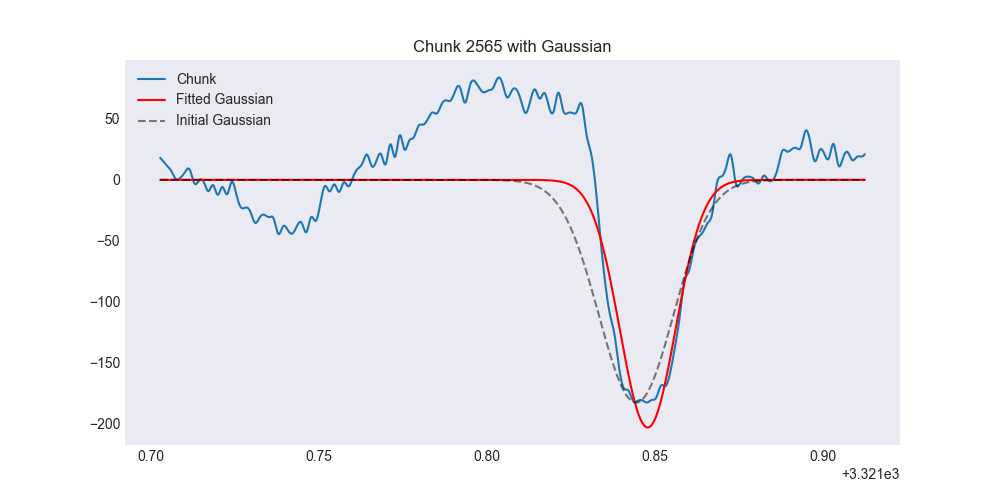 Chunk 2565 with Gaussian
Chunk
Fitted Gaussian
Initial Gaussian
50
0
−50
−100
−150
−200
0.70 0.75 0.80 0.85 0.90
+3.321e3